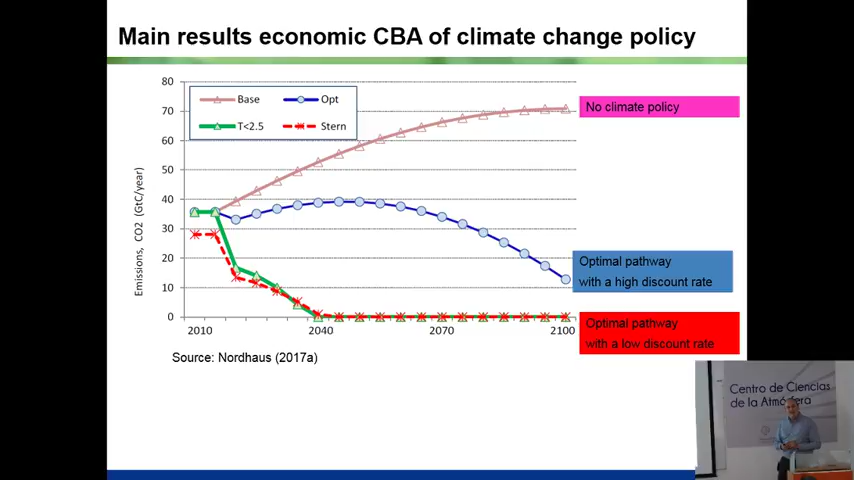 Main results economic CBA of climate change policy
80
70
60
50
40
30
20
10
0
Emissions, CO2 (GtC/year)
Base
Opt
T<2.5
Stern
2010
2040
2070
2100
No climate policy
Optimal pathway
with a high discount rate
Optimal pathway
with a low discount rate
Source: Nordhaus (2017a)
Centro de Ciencias
de la Atmósfera